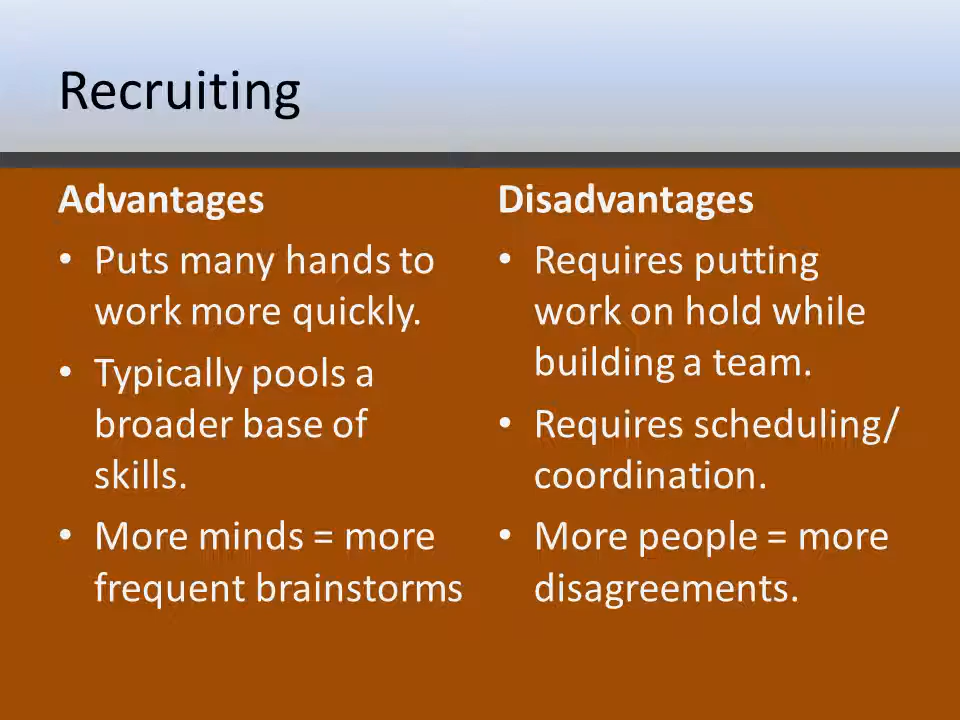 Recruiting
Advantages
• Puts many hands to
work more quickly.
• Typically pools a
broader base of
skills.
• More minds = more
frequent brainstorms
Disadvantages
• Requires putting
work on hold while
building a team.
• Requires scheduling/
coordination.
• More people = more
disagreements.